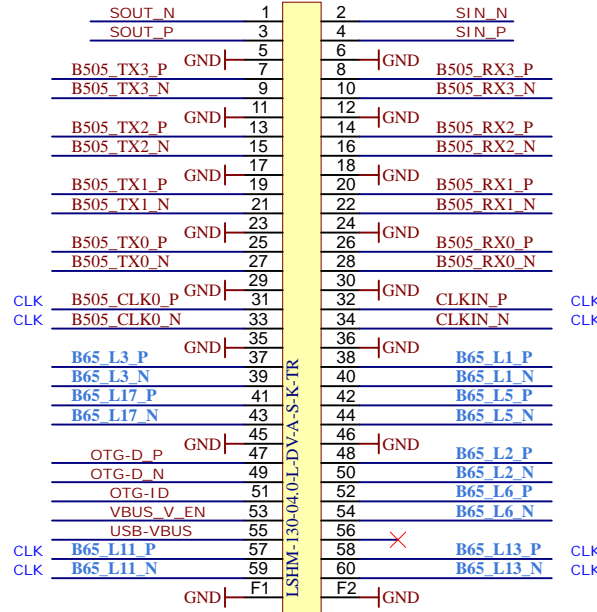 SOUT_N 1 2 SIN_N
SOUT_P 3 4 SIN_P
GND 5 6 GND
B505_TX3_P 7 8 B505_RX3_P
B505_TX3_N 9 10 B505_RX3_N
GND 11 12 GND
B505_TX2_P 13 14 B505_RX2_P
B505_TX2_N 15 16 B505_RX2_N
GND 17 18 GND
B505_TX1_P 19 20 B505_RX1_P
B505_TX1_N 21 22 B505_RX1_N
GND 23 24 GND
B505_TX0_P 25 26 B505_RX0_P
B505_TX0_N 27 28 B505_RX0_N
GND 29 30 GND
CLK B505_CLK0_P 31 32 CLKIN_P CLK
CLK B505_CLK0_N 33 34 CLKIN_N CLK
GND 35 36 GND
B65_L3_P 37 38 B65_L1_P
B65_L3_N 39 40 B65_L1_N
B65_L17_P 41 42 B65_L5_P
B65_L17_N 43 44 B65_L5_N
GND 45 46 GND
OTG-D_P 47 48 B65_L2_P
OTG-D_N 49 50 B65_L2_N
OTG-ID 51 52 B65_L6_P
VBUS_V_EN 53 54 B65_L6_N
USB-VBUS 55 56
CLK B65_L11_P 57 58 B65_L13_P CLK
CLK B65_L11_N 59 60 B65_L13_N CLK
GND F1 F2 GND
LSHM-130-04.0-L-DV-A-S-K-TR